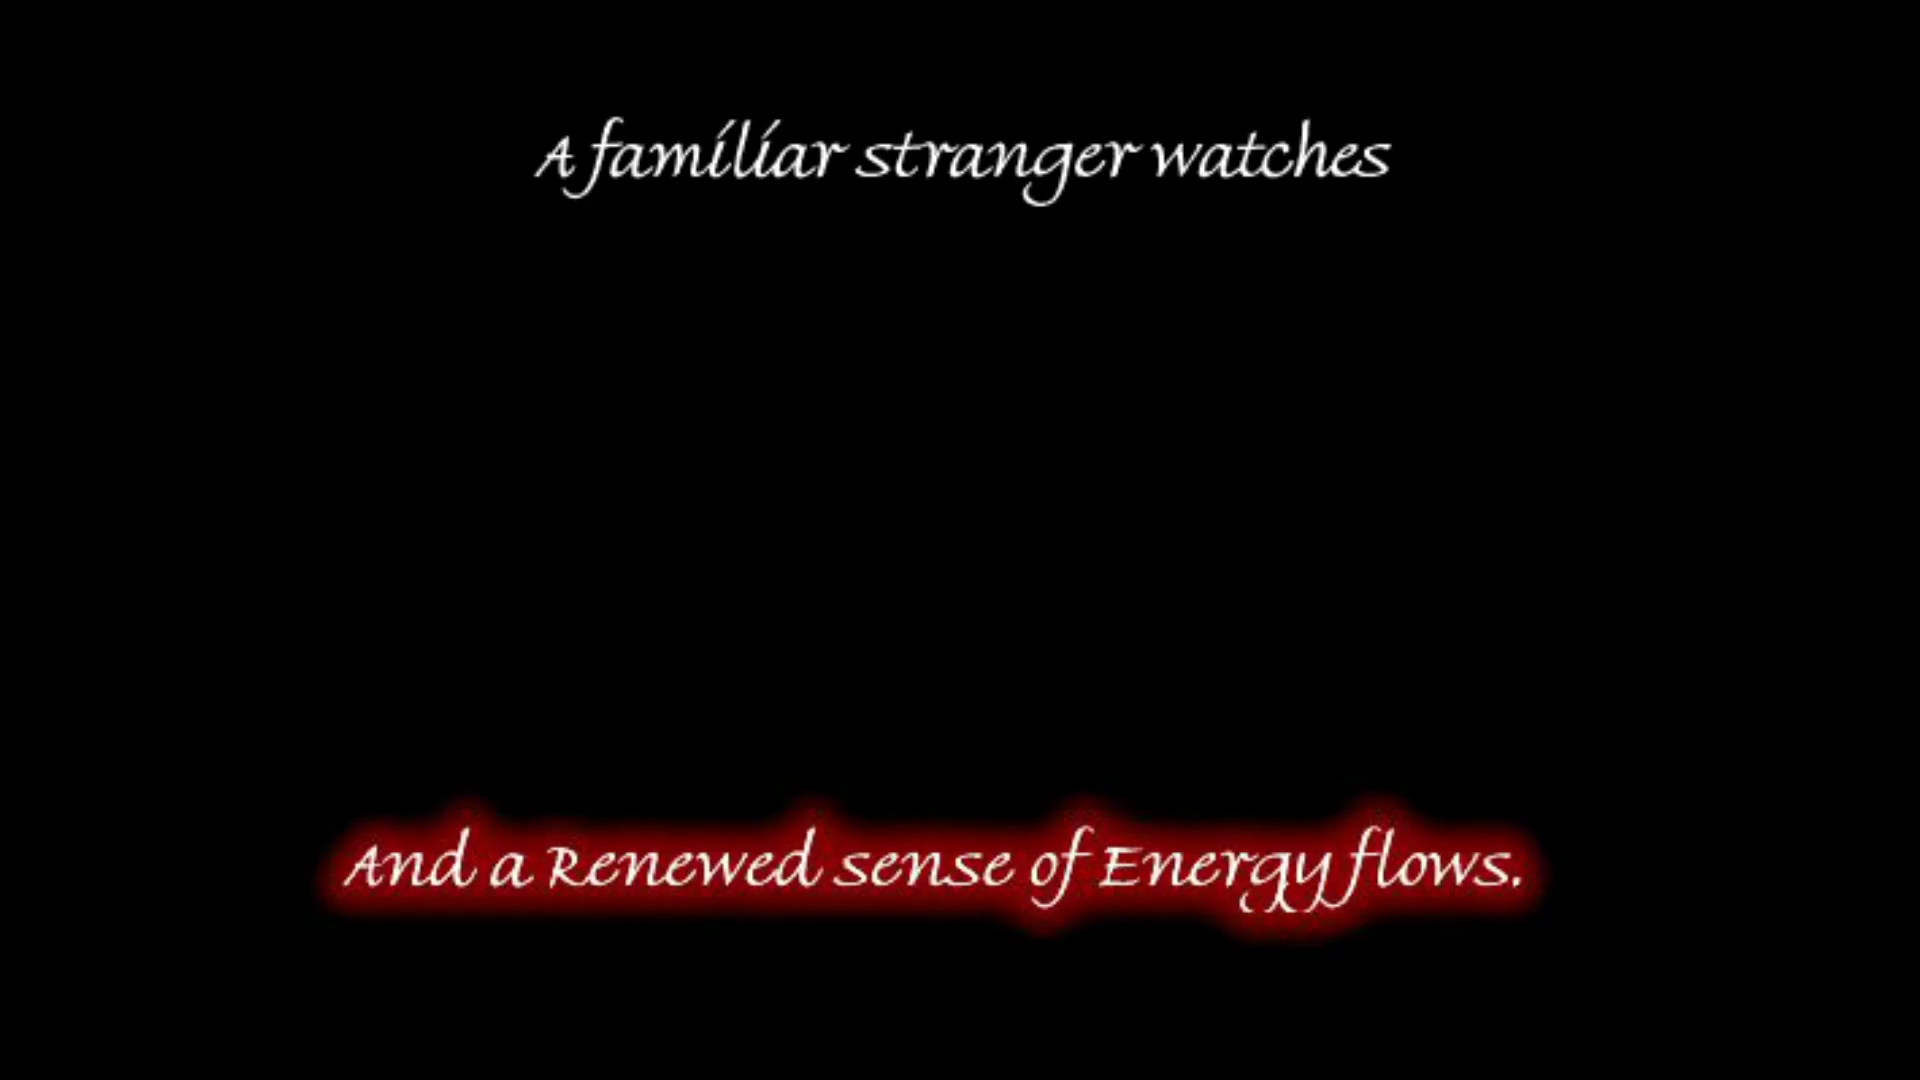 A familiar stranger watches
And a Renewed sense of Energy flows.